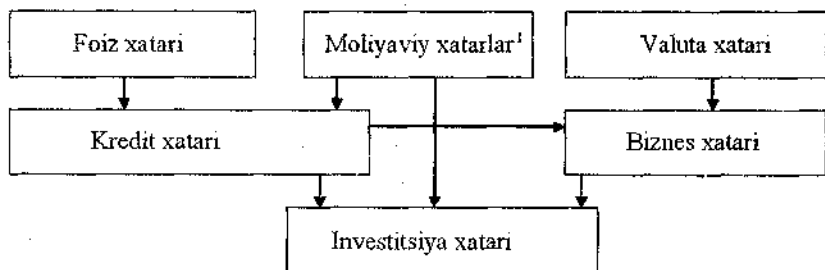 Foiz xatari
Moliyaviy xatarlar¹
Valuta xatari
Kredit xatari
Biznes xatari
Investitsiya xatari